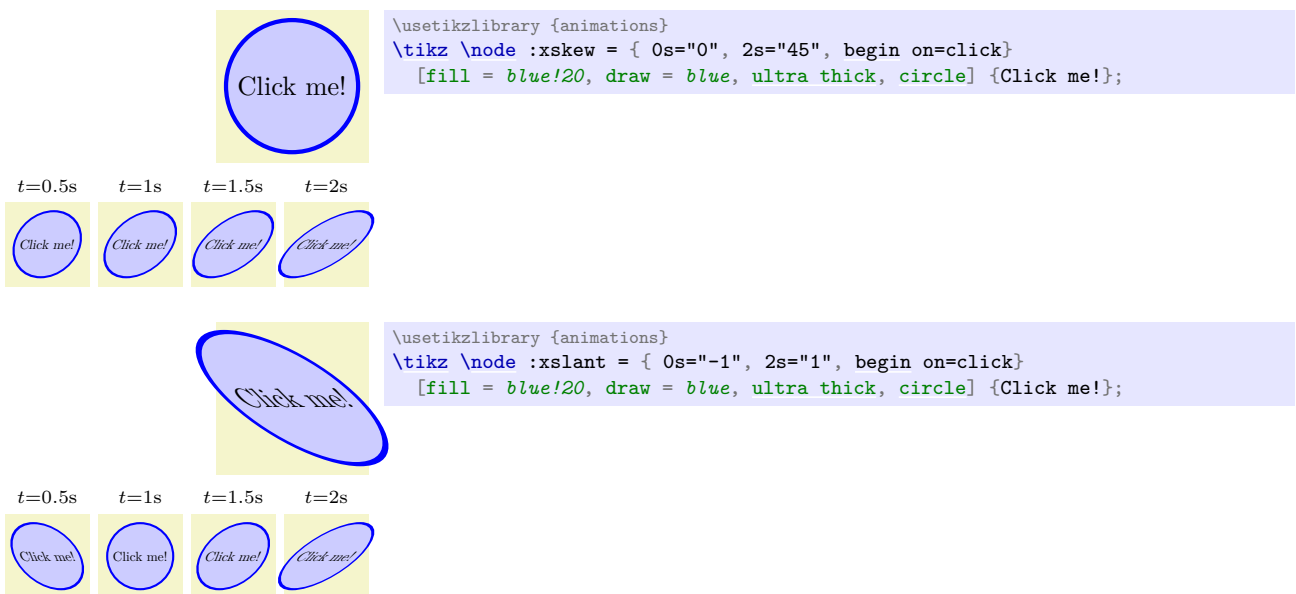 Click me!
\usetikzlibrary {animations}
\tikz \node :xskew = { 0s="0", 2s="45", begin on=click}
[fill = blue!20, draw = blue, ultra thick, circle] {Click me!};
t=0.5s t=1s t=1.5s t=2s
Click me! Click me! Click me! Click me!
Click me!
\usetikzlibrary {animations}
\tikz \node :xslant = { 0s="-1", 2s="1", begin on=click}
[fill = blue!20, draw = blue, ultra thick, circle] {Click me!};
t=0.5s t=1s t=1.5s t=2s
Click me! Click me! Click me! Click me!